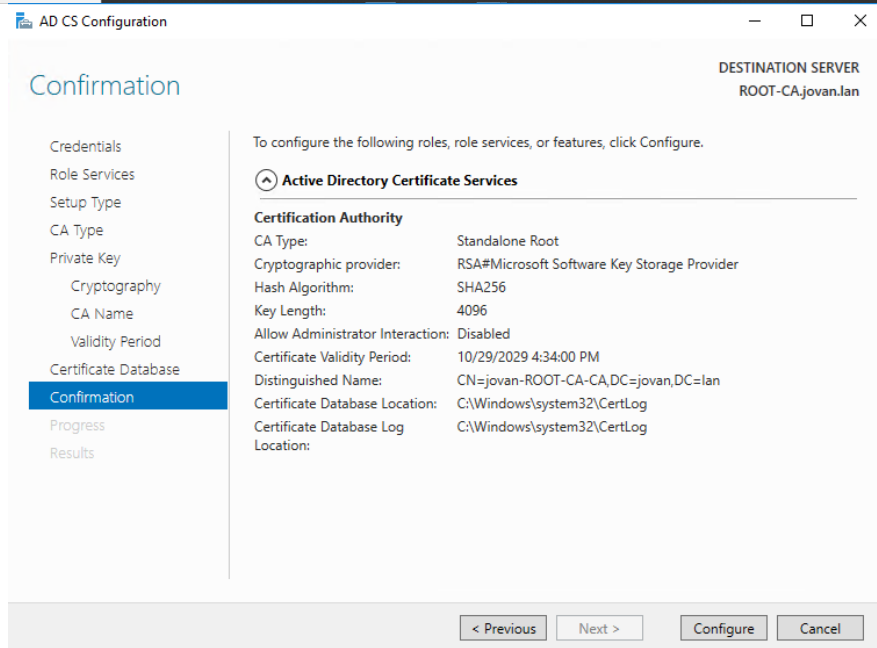 AD CS Configuration
Confirmation
DESTINATION SERVER
ROOT-CA.jovan.lan
Credentials
Role Services
Setup Type
CA Type
Private Key
Cryptography
CA Name
Validity Period
Certificate Database
Confirmation
Progress
Results
To configure the following roles, role services, or features, click Configure.
Active Directory Certificate Services
Certification Authority
CA Type: Standalone Root
Cryptographic provider: RSA#Microsoft Software Key Storage Provider
Hash Algorithm: SHA256
Key Length: 4096
Allow Administrator Interaction: Disabled
Certificate Validity Period: 10/29/2029 4:34:00 PM
Distinguished Name: CN=jovan-ROOT-CA-CA,DC=jovan,DC=lan
Certificate Database Location: C:\Windows\system32\CertLog
Certificate Database Log C:\Windows\system32\CertLog
Location:
< Previous Next > Configure Cancel